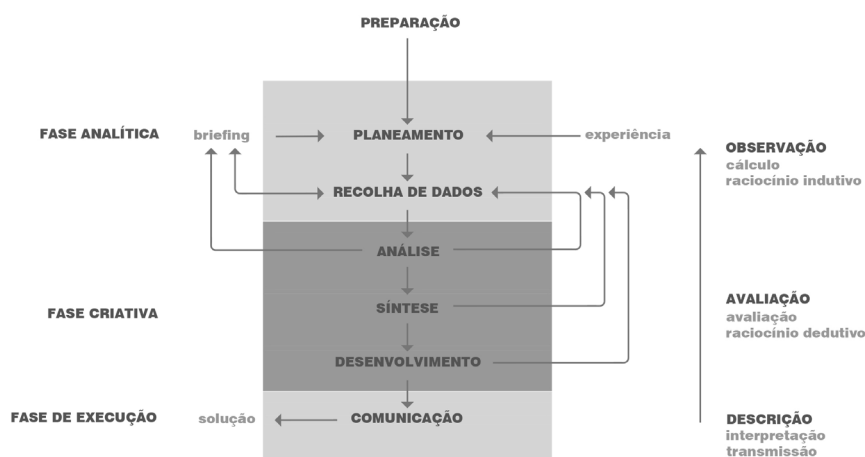 PREPARAÇÃO
FASE ANALÍTICA
briefing
PLANEAMENTO
experiência
OBSERVAÇÃO
cálculo
raciocínio indutivo
RECOLHA DE DADOS
ANÁLISE
FASE CRIATIVA
SÍNTESE
AVALIAÇÃO
avaliação
raciocínio dedutivo
DESENVOLVIMENTO
FASE DE EXECUÇÃO
solução
COMUNICAÇÃO
DESCRIÇÃO
interpretação
transmissão